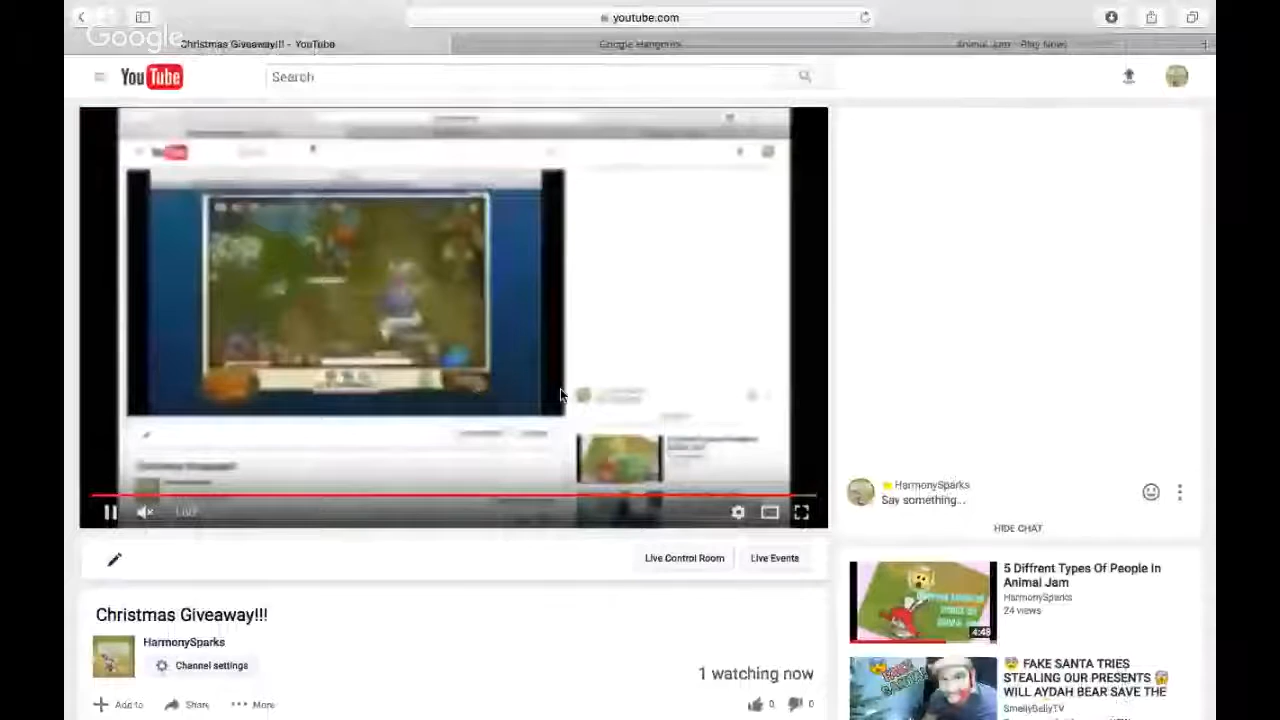 youtube.com
Google
Christmas Giveaway!!! - YouTube
Google Hangouts
Animal Jam - Play Now!
YouTube
Search
LIVE
HarmonySparks
Say something...
HIDE CHAT
Live Control Room
Live Events
Christmas Giveaway!!!
HarmonySparks
Channel settings
1 watching now
Add to
Share
More
0
0
5 Diffrent Types Of People In
Animal Jam
HarmonySparks
24 views
4:48
FAKE SANTA TRIES
STEALING OUR PRESENTS
WILL AYDAH BEAR SAVE THE
SmellyBellyTV